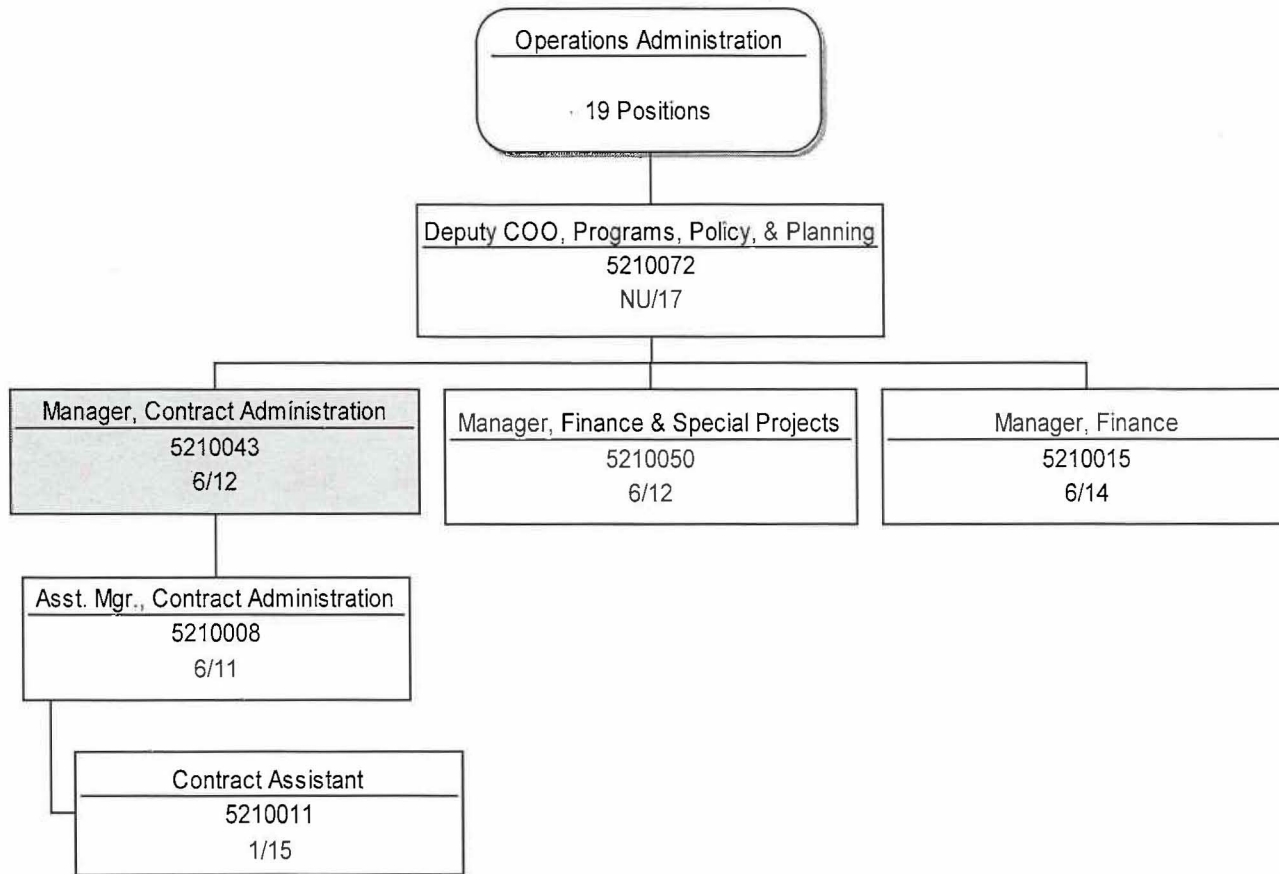 Operations Administration
19 Positions
Deputy COO, Programs, Policy, & Planning
5210072
NU/17
Manager, Contract Administration
5210043
6/12
Manager, Finance & Special Projects
5210050
6/12
Manager, Finance
5210015
6/14
Asst. Mgr., Contract Administration
5210008
6/11
Contract Assistant
5210011
1/15